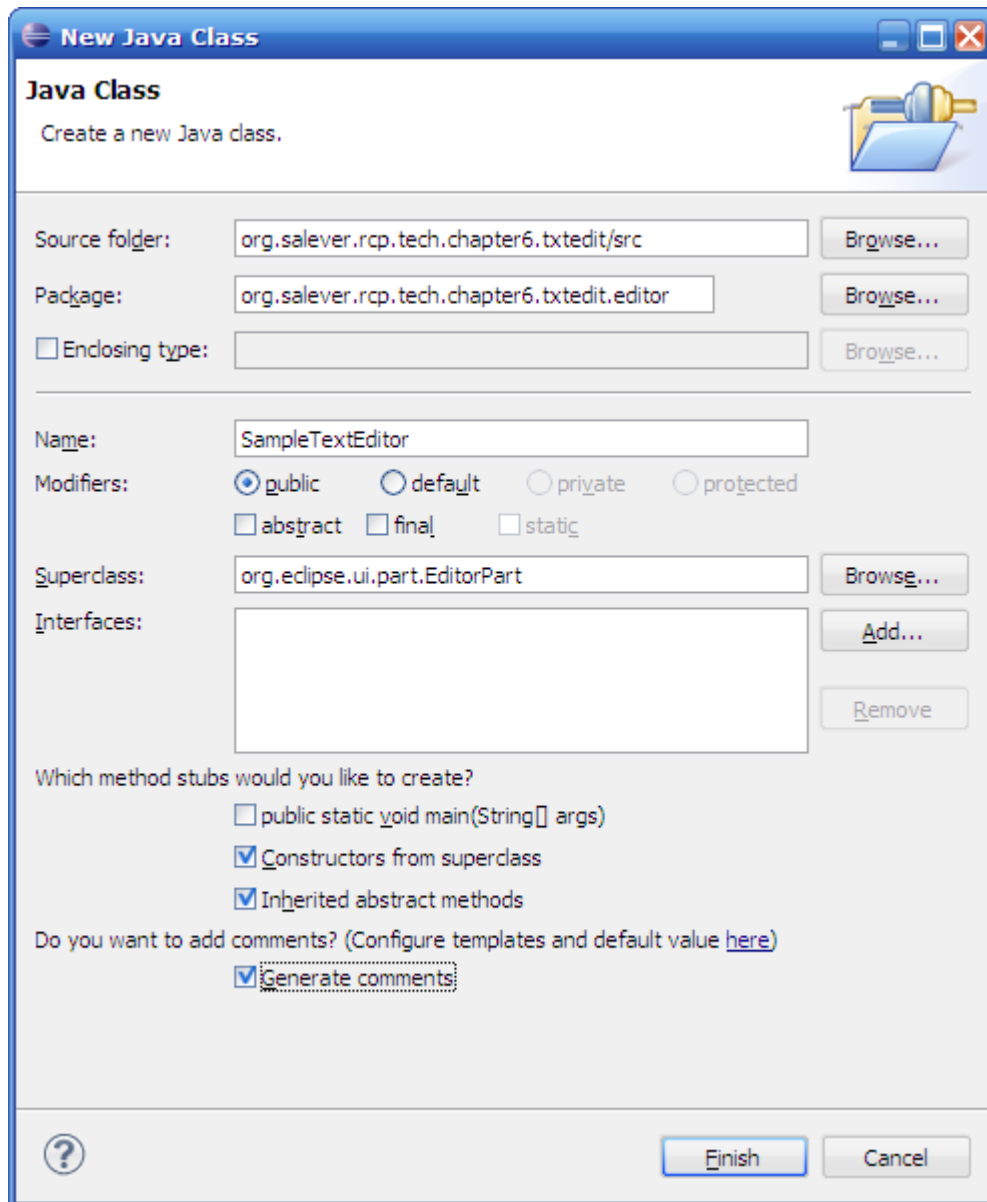 New Java Class
Java Class
Create a new Java class.
Source folder: org.salever.rcp.tech.chapter6.txtedit/src Browse...
Package: org.salever.rcp.tech.chapter6.txtedit.editor Browse...
Enclosing type: Browse...
Name: SampleTextEditor
Modifiers: public default private protected
abstract final static
Superclass: org.eclipse.ui.part.EditorPart Browse...
Interfaces: Add...
Remove
Which method stubs would you like to create?
public static void main(String[] args)
Constructors from superclass
Inherited abstract methods
Do you want to add comments? (Configure templates and default value here)
Generate comments
? Finish Cancel